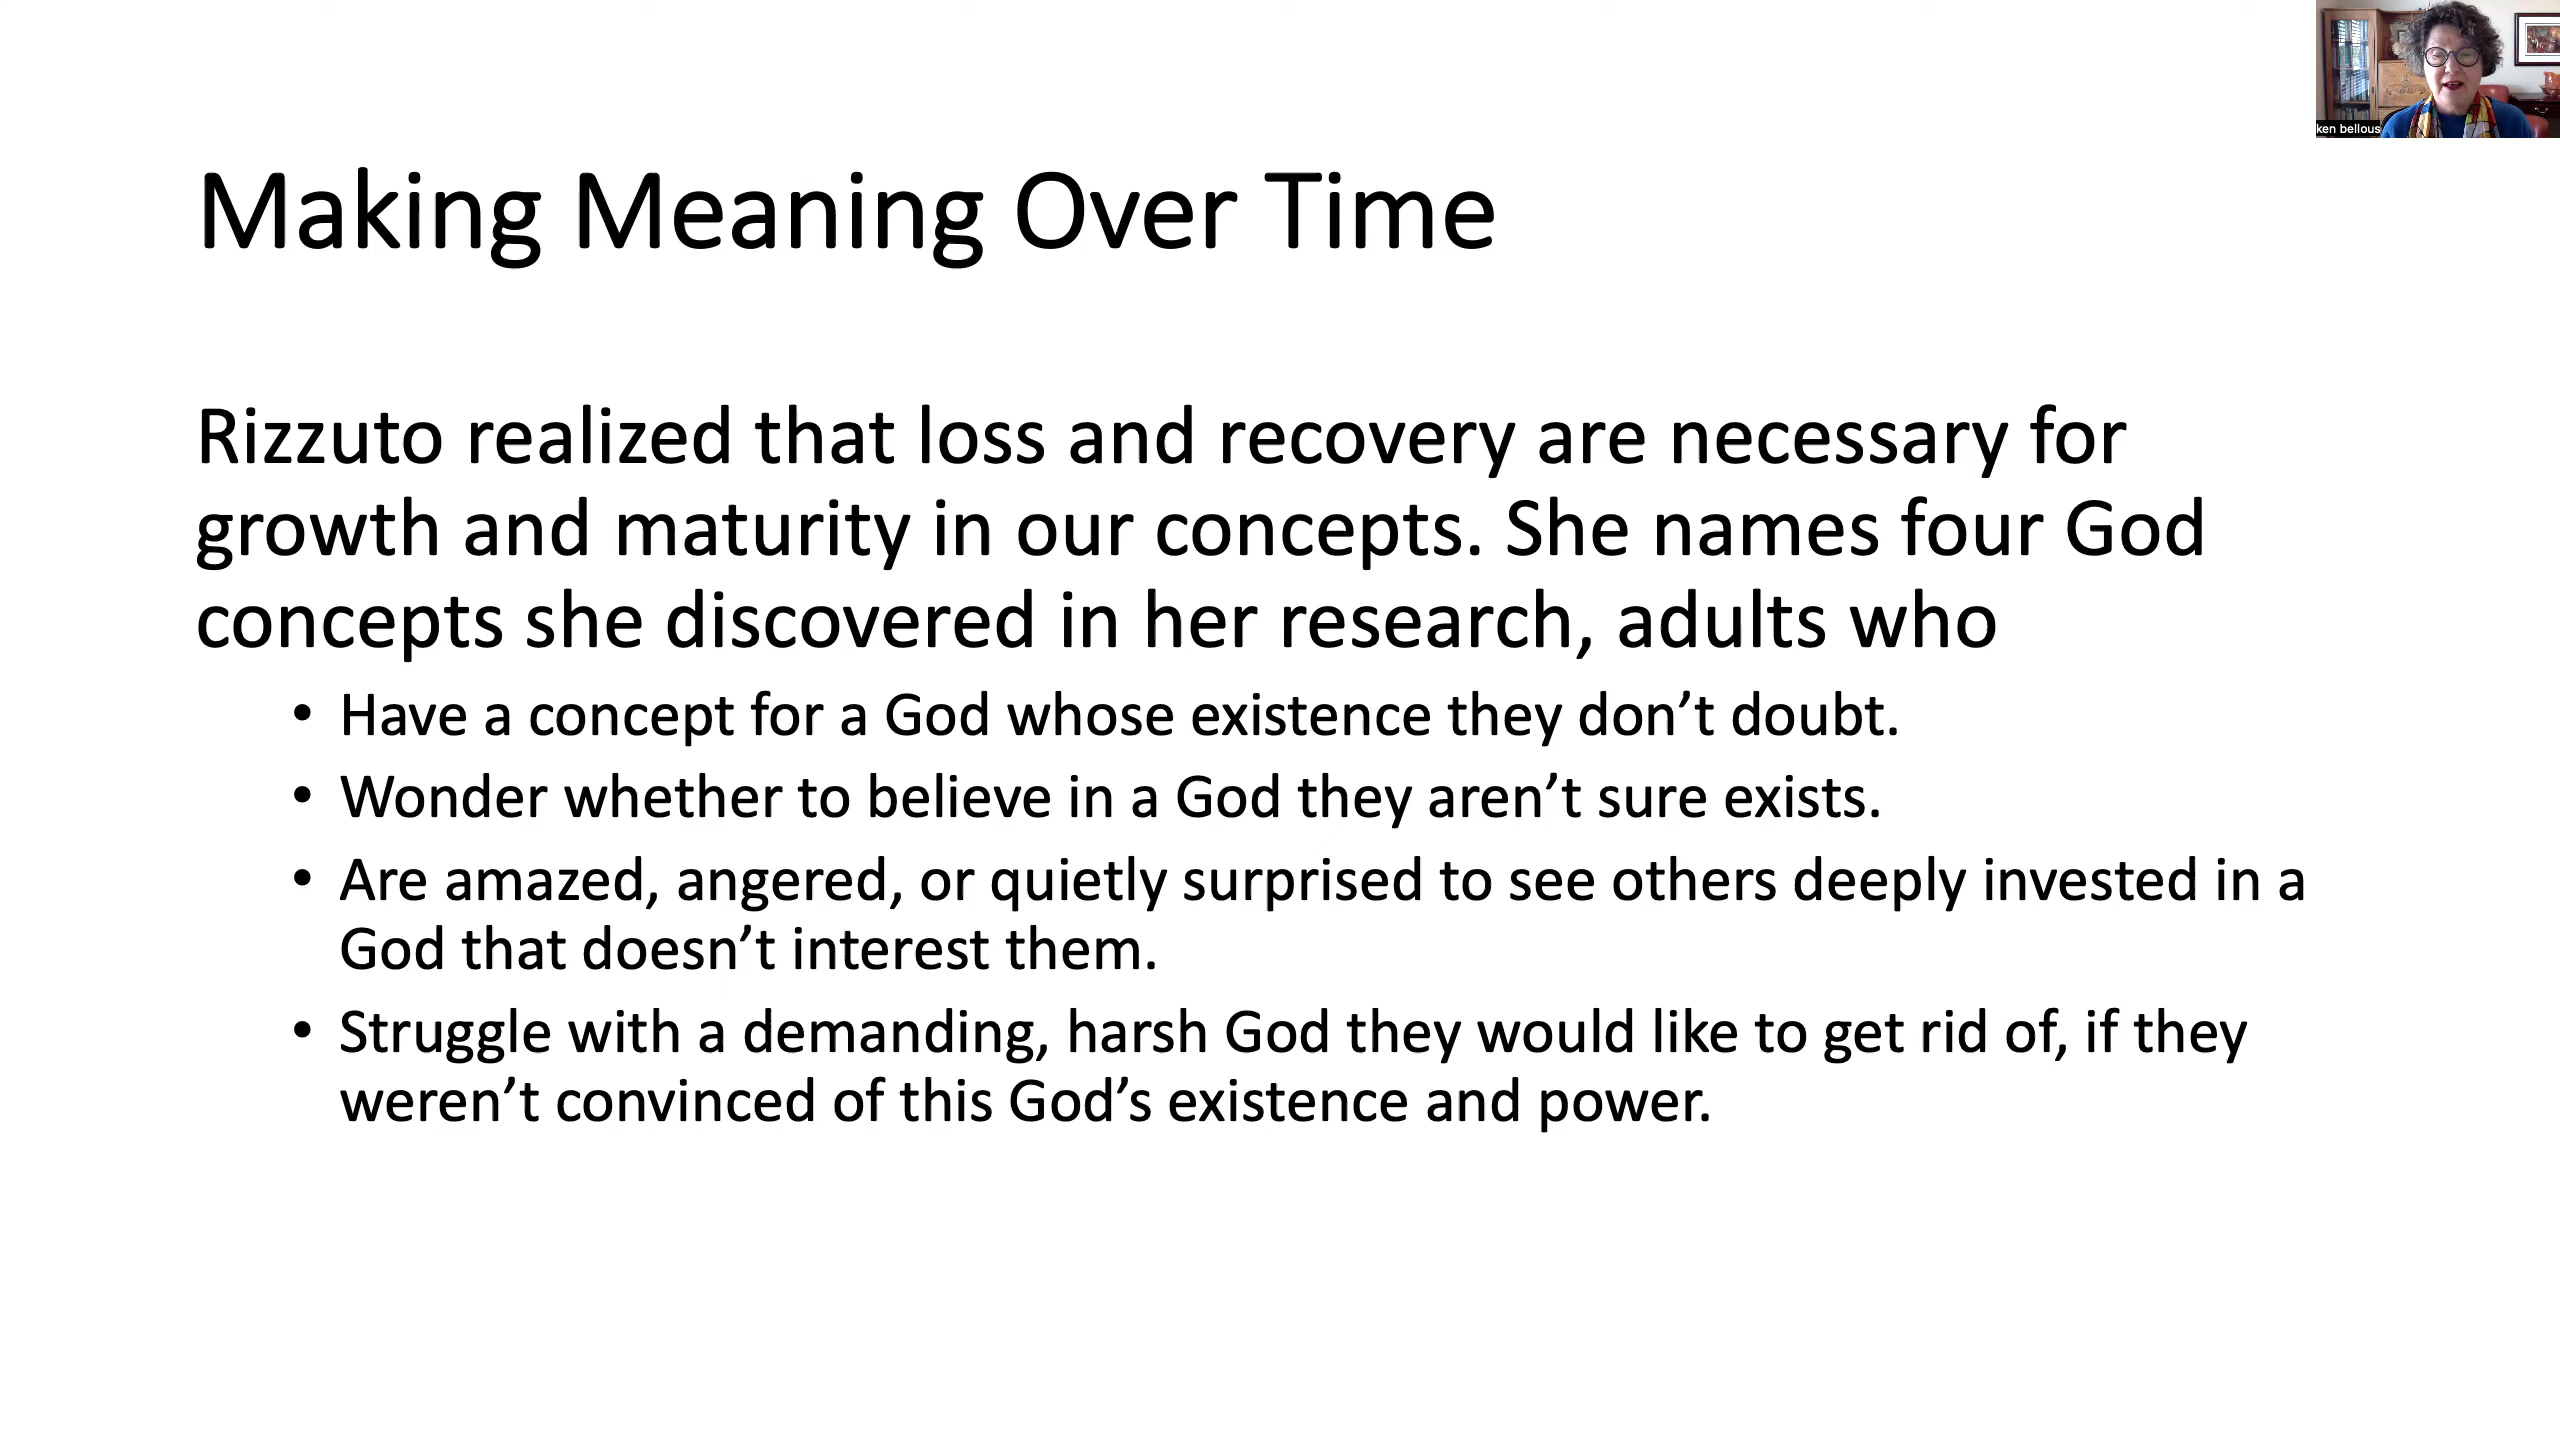 ken bellous
Making Meaning Over Time
Rizzuto realized that loss and recovery are necessary for
growth and maturity in our concepts. She names four God
concepts she discovered in her research, adults who
• Have a concept for a God whose existence they don’t doubt.
• Wonder whether to believe in a God they aren’t sure exists.
• Are amazed, angered, or quietly surprised to see others deeply invested in a
God that doesn’t interest them.
• Struggle with a demanding, harsh God they would like to get rid of, if they
weren’t convinced of this God’s existence and power.